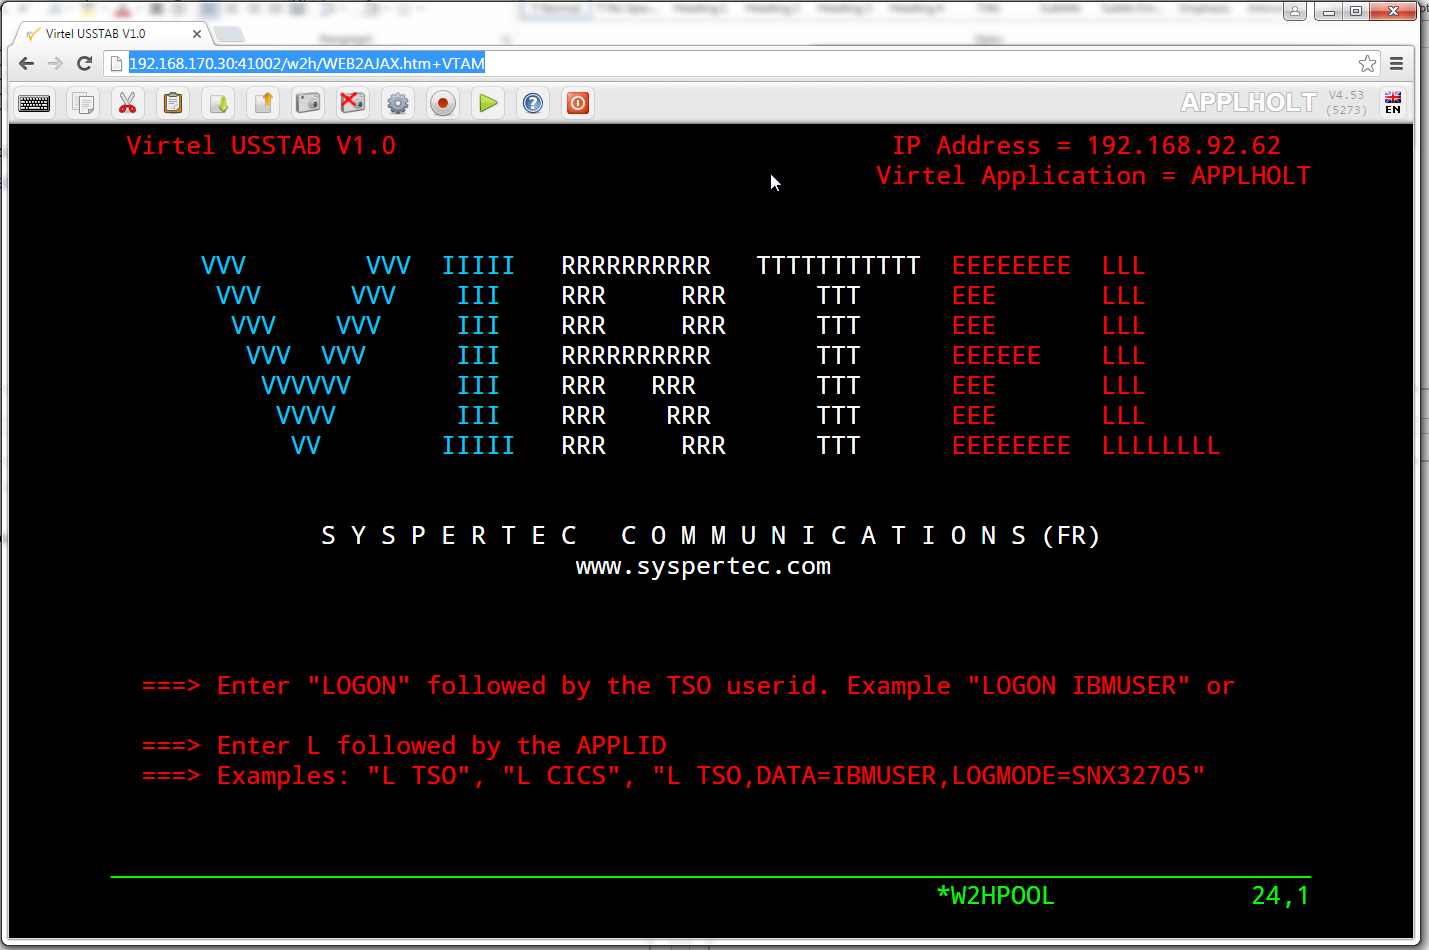 Virtel USSTAB V1.0
192.168.170.30:41002/w2h/WEB2AJAX.htm+VTAM
APPLHOLT V4.53
(5273)
EN
Virtel USSTAB V1.0 IP Address = 192.168.92.62
Virtel Application = APPLHOLT
VVV        VVV  IIIII   RRRRRRRRRR   TTTTTTTTTTT  EEEEEEEE  LLL
VVV      VVV    III   RRR     RRR      TTT      EEE       LLL
VVV    VVV     III   RRR     RRR      TTT      EEE       LLL
VVV  VVV      III   RRRRRRRRRR       TTT      EEEEEE    LLL
VVVVVV       III   RRR   RRR        TTT      EEE       LLL
VVVV        III   RRR    RRR       TTT      EEE       LLL
VV        IIIII   RRR     RRR      TTT      EEEEEEEE  LLLLLLLL
S Y S P E R T E C   C O M M U N I C A T I O N S (FR)
www.syspertec.com
===> Enter "LOGON" followed by the TSO userid. Example "LOGON IBMUSER" or
===> Enter L followed by the APPLID
===> Examples: "L TSO", "L CICS", "L TSO,DATA=IBMUSER,LOGMODE=SNX32705"
*W2HPOOL 24,1